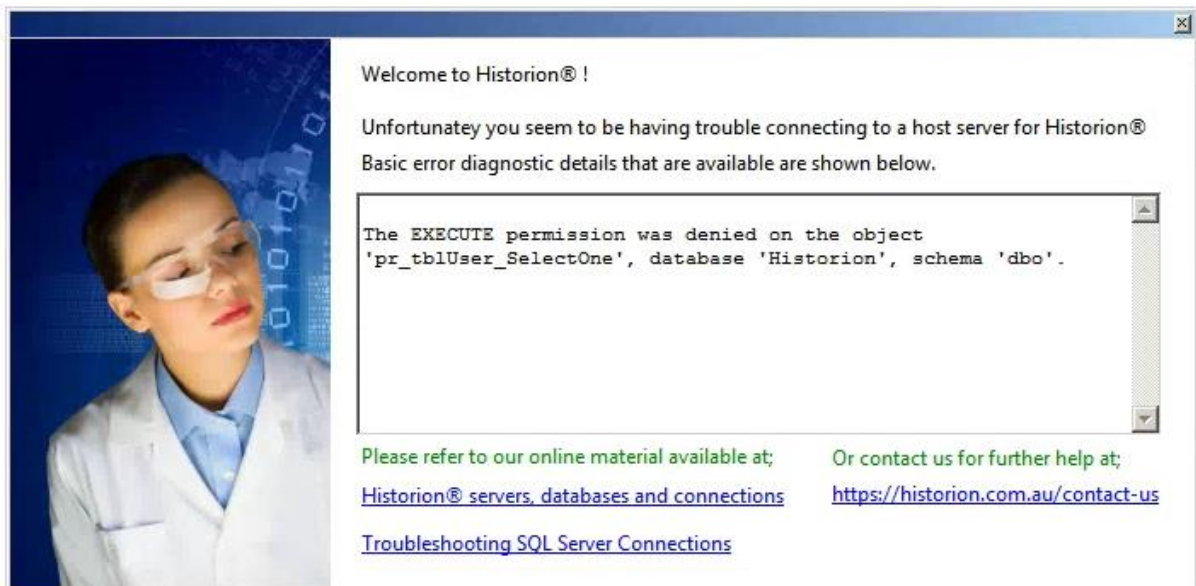 Welcome to Historion® !
Unfortunatey you seem to be having trouble connecting to a host server for Historion®
Basic error diagnostic details that are available are shown below.
The EXECUTE permission was denied on the object
'pr_tblUser_SelectOne', database 'Historion', schema 'dbo'.
Please refer to our online material available at;
Or contact us for further help at;
Historion® servers, databases and connections
https://historion.com.au/contact-us
Troubleshooting SQL Server Connections